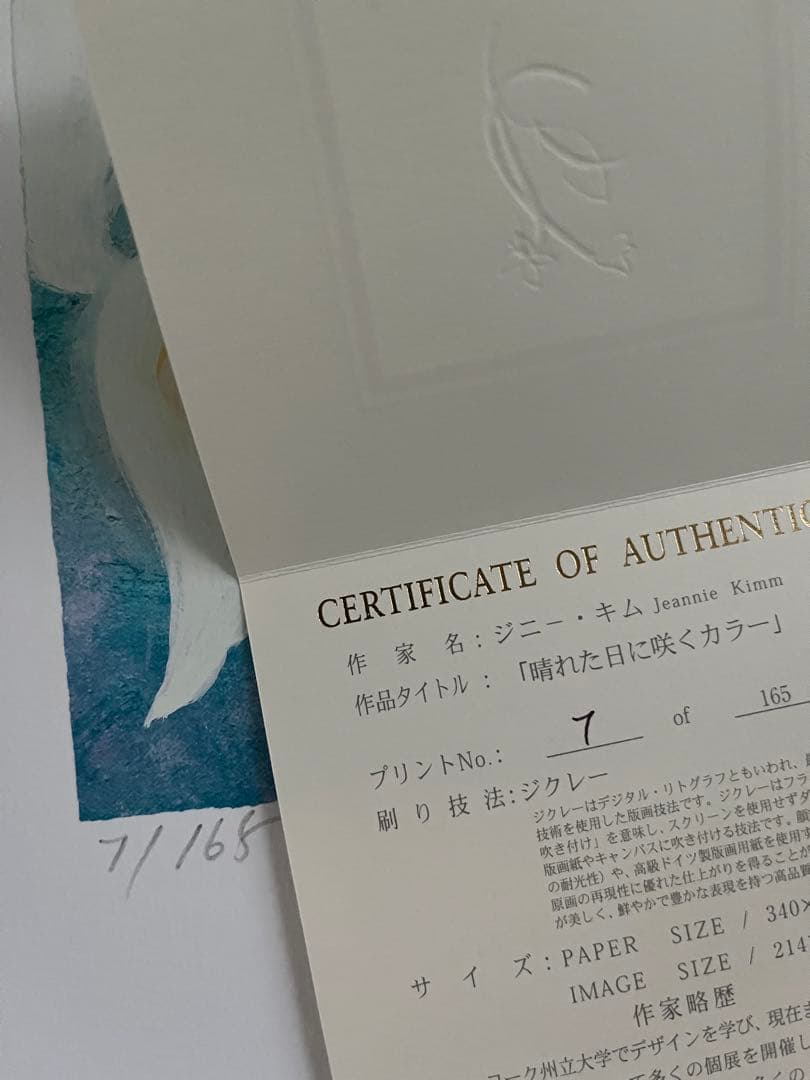 CERTIFICATE OF AUTHENTIC
作家名：ジニー・キム Jeannie Kimm
作品タイトル：「晴れた日に咲くカラー」
プリントNo.： 7 of 165
刷り技法：ジクレー
ジクレーはデジタル・リトグラフともいわれ、
技術を使用した版画技法です。ジクレーはフラ
吹き付け」を意味し、スクリーンを使用せずダ
版画紙やキャンバスに吹き付ける技法です。顔
の耐光性）や、高級ドイツ製版画用紙を使用す
原画の再現性に優れた仕上がりを得ることが
が美しく、鮮やかで豊かな表現を持つ高品質
サイズ：PAPER SIZE / 340×
IMAGE SIZE / 214
作家略歴
ーク州立大学でデザインを学び、現在ま
て多くの個展を開催し
7/165